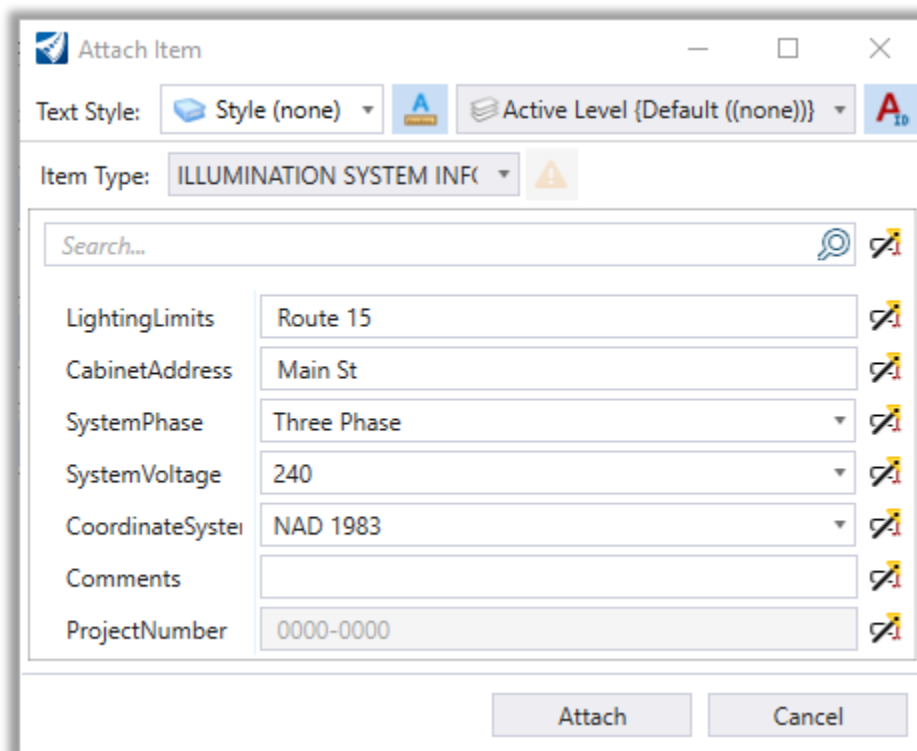 Attach Item
Text Style: Style (none) A Active Level {Default ((none))} A ID
Item Type: ILLUMINATION SYSTEM INF(
Search...
LightingLimits Route 15
CabinetAddress Main St
SystemPhase Three Phase
SystemVoltage 240
CoordinateSyste
NAD 1983
Comments
ProjectNumber 0000-0000
Attach Cancel